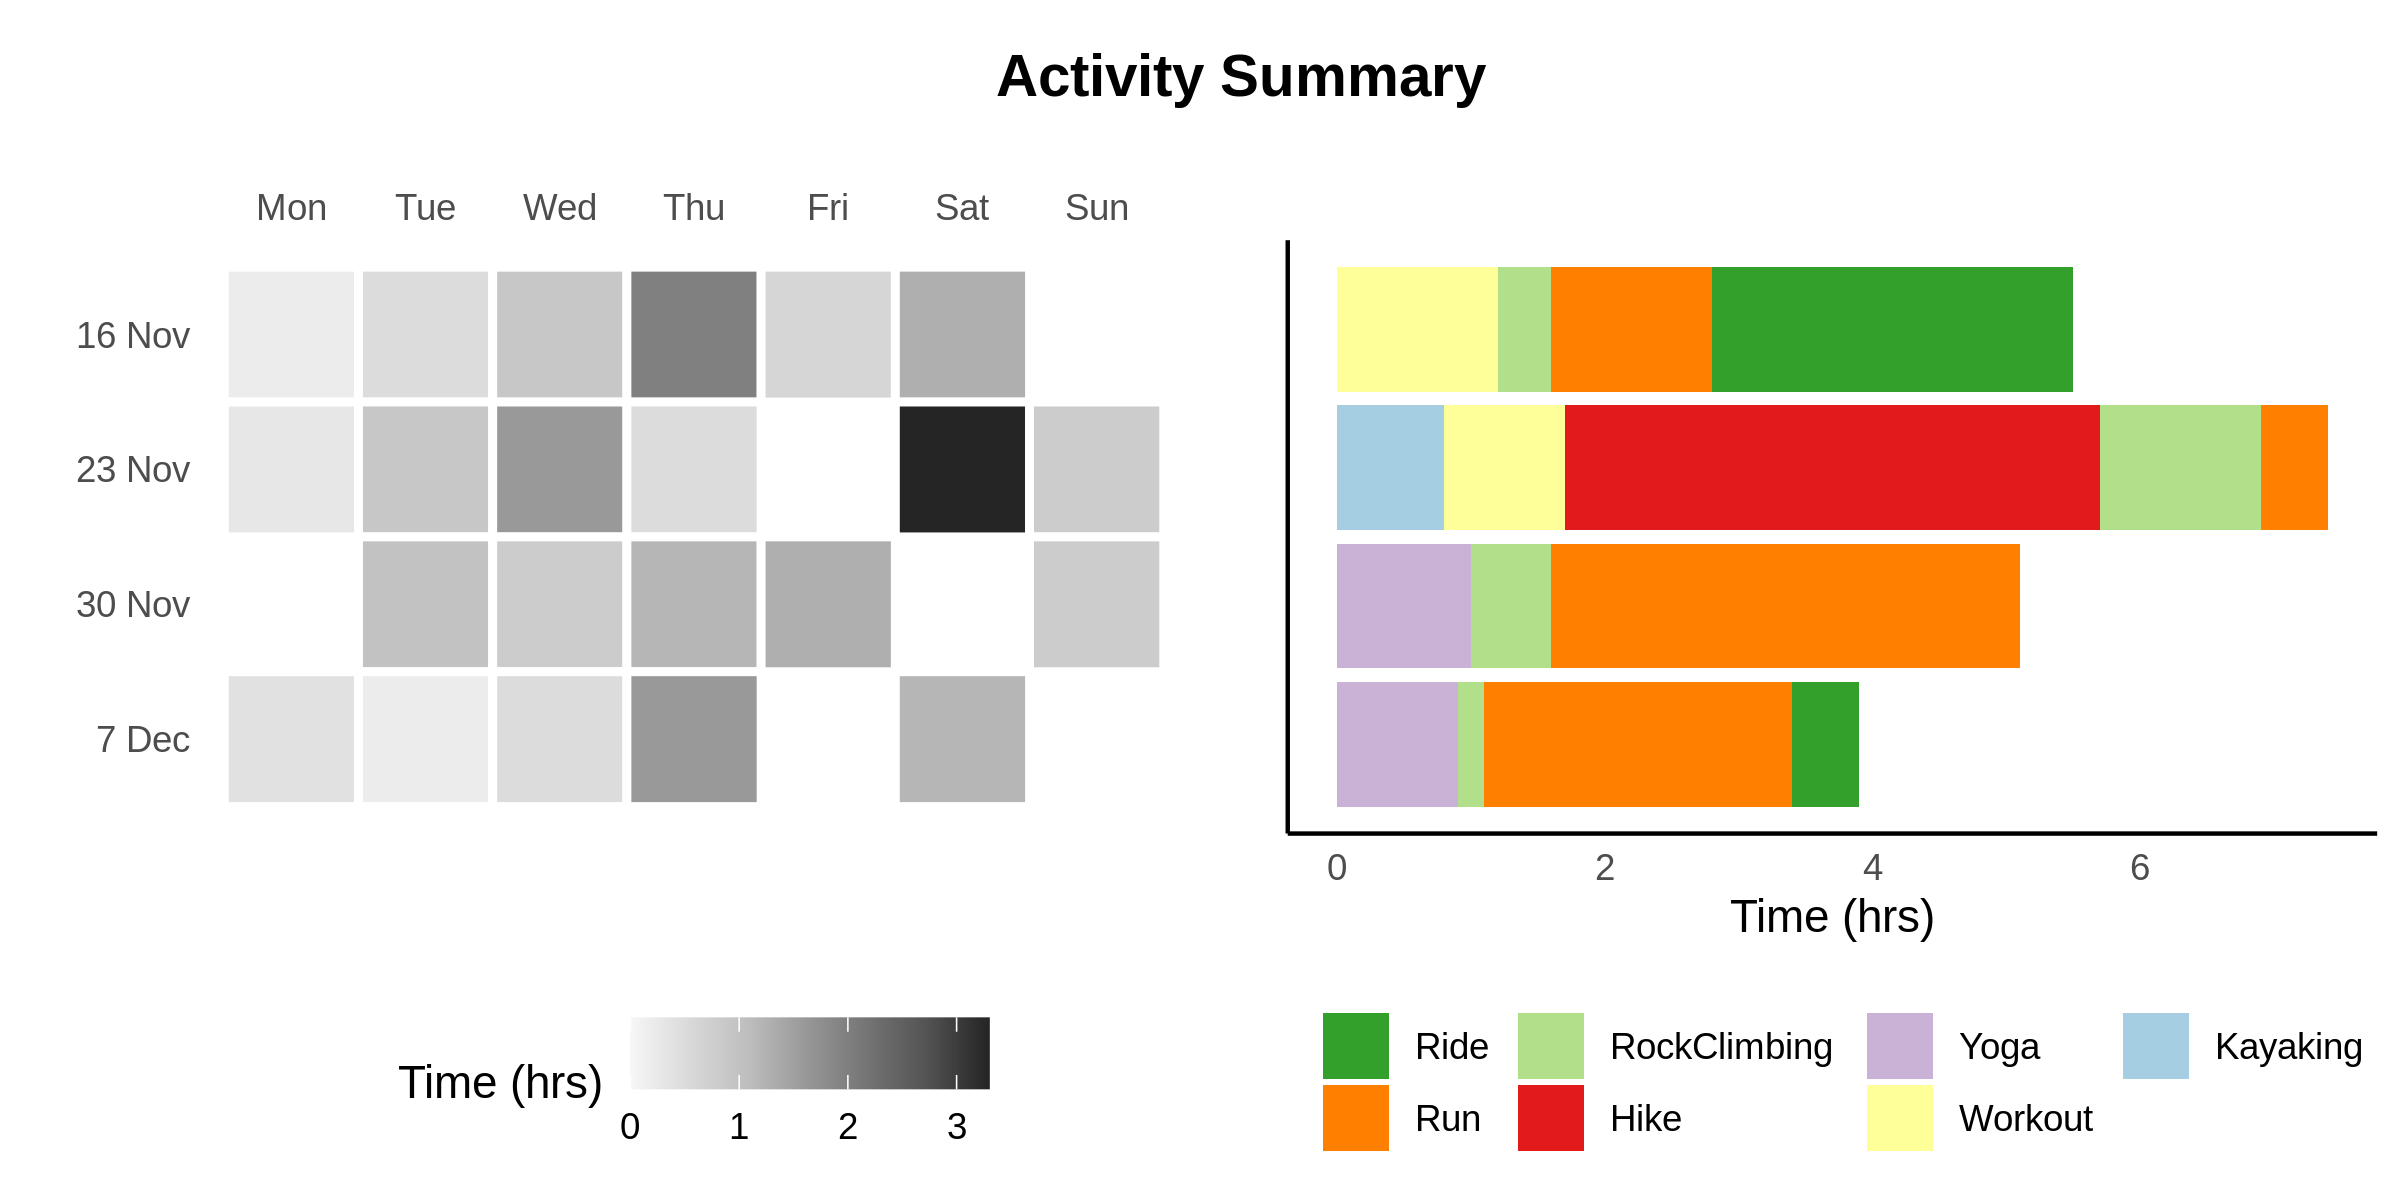 Activity Summary
Mon Tue Wed Thu Fri Sat Sun
16 Nov
23 Nov
30 Nov
7 Dec
0 2 4 6
Time (hrs)
Time (hrs)
0 1 2 3
Ride RockClimbing Yoga Kayaking
Run Hike Workout